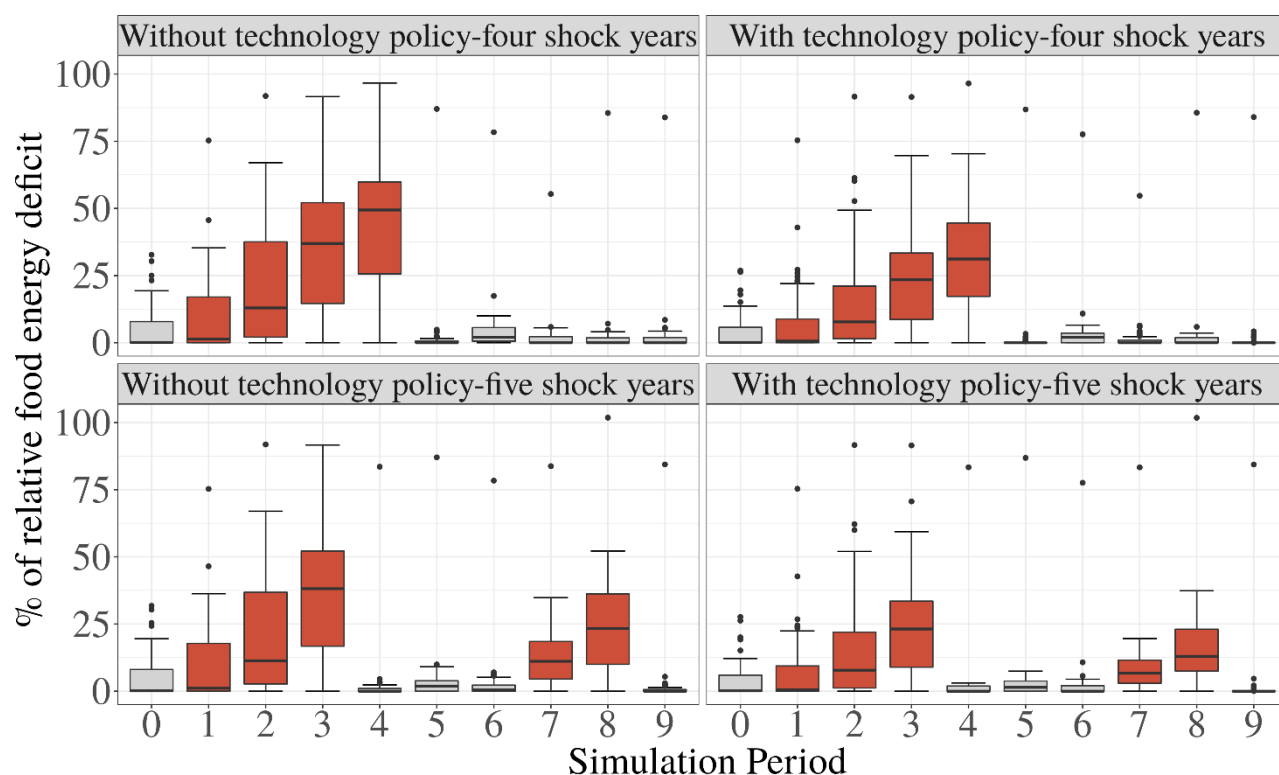 Without technology policy-four shock years
With technology policy-four shock years
100
75
50
25
0
Without technology policy-five shock years
With technology policy-five shock years
100
75
50
25
0
% of relative food energy deficit
0 1 2 3 4 5 6 7 8 9
0 1 2 3 4 5 6 7 8 9
Simulation Period